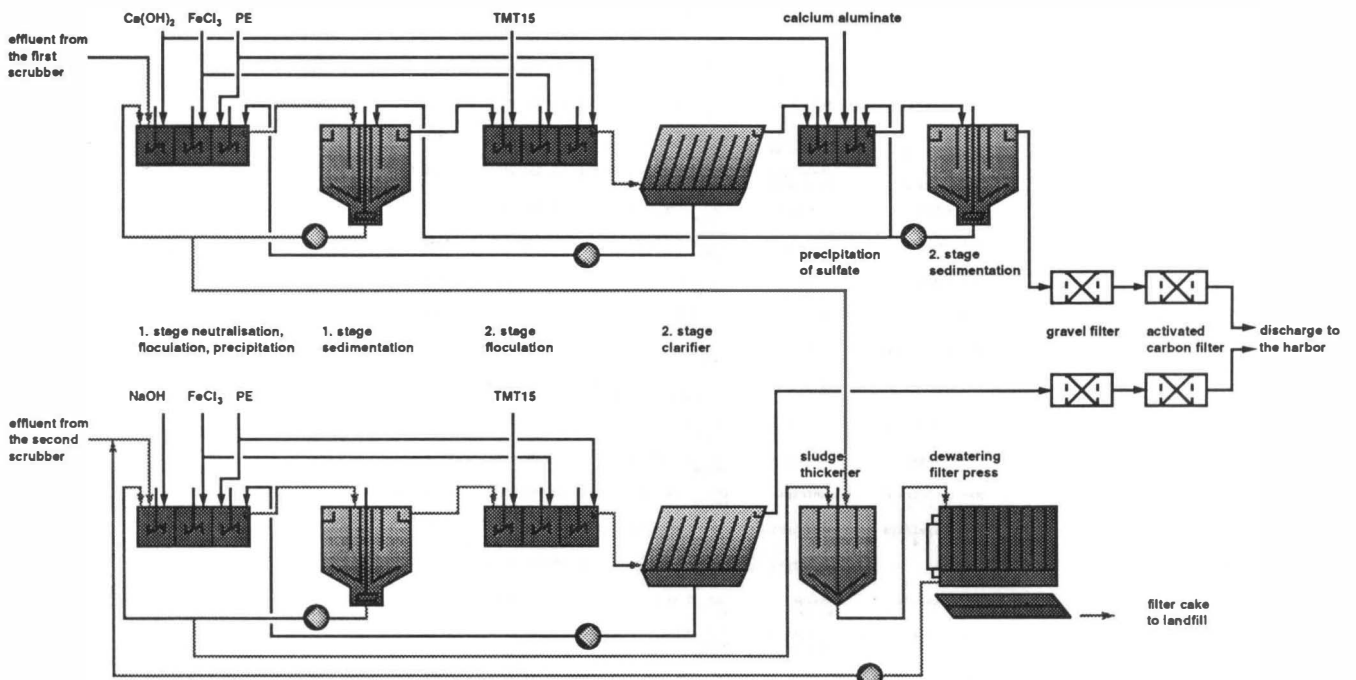 Ca(OH)₂ FeCl₃ PE TMT15 calcium aluminate
effluent from
the first
scrubber
precipitation
of sulfate
2. stage
sedimentation
1. stage neutralisation,
floculation, precipitation
1. stage
sedimentation
2. stage
floculation
2. stage
clarifier
gravel filter
activated
carbon filter
discharge to
the harbor
NaOH FeCl₃ PE TMT15
effluent from
the second
scrubber
sludge
thickener
dewatering
filter press
filter cake
to landfill